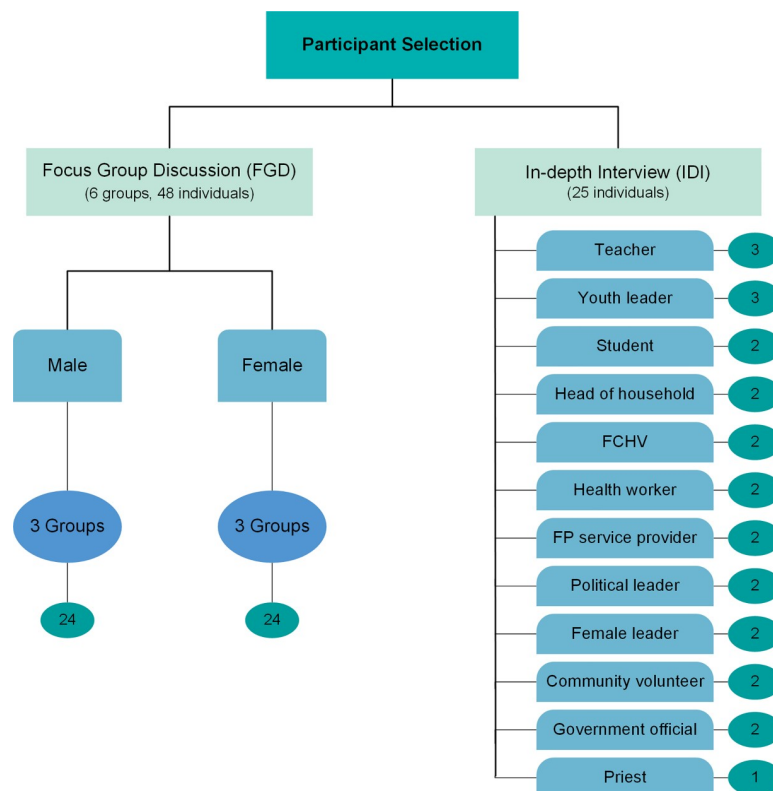 Participant Selection
Focus Group Discussion (FGD)
(6 groups, 48 individuals)
Male
Female
3 Groups
3 Groups
24
24
In-depth Interview (IDI)
(25 individuals)
Teacher 3
Youth leader 3
Student 2
Head of household 2
FCHV 2
Health worker 2
FP service provider 2
Political leader 2
Female leader 2
Community volunteer 2
Government official 2
Priest 1